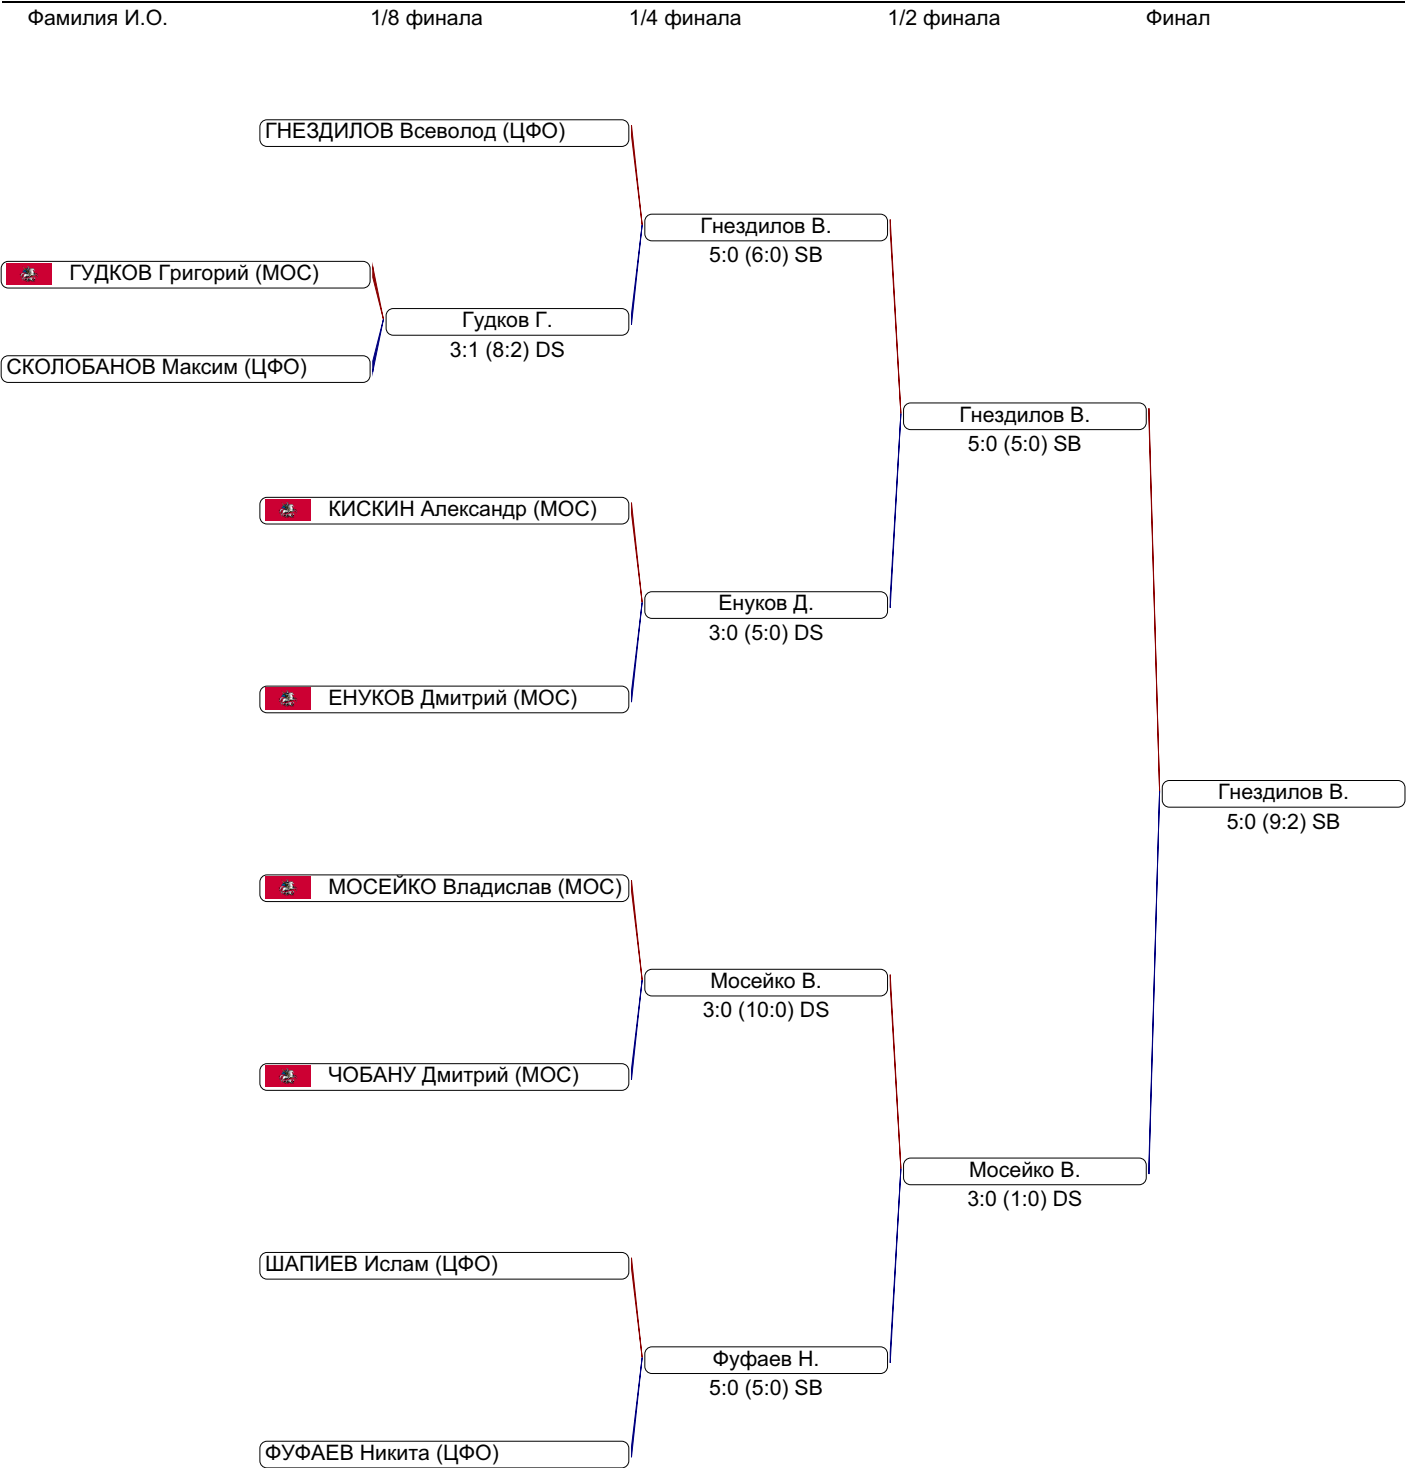 Фамилия И.О. 1/8 финала 1/4 финала 1/2 финала Финал
ГНЕЗДИЛОВ Всеволод (ЦФО)
Гнездилов В.
5:0 (6:0) SB
ГУДКОВ Григорий (МОС)
Гудков Г.
3:1 (8:2) DS
СКОЛОБАНОВ Максим (ЦФО)
Гнездилов В.
5:0 (5:0) SB
КИСКИН Александр (МОС)
Енуков Д.
3:0 (5:0) DS
ЕНУКОВ Дмитрий (МОС)
Гнездилов В.
5:0 (9:2) SB
МОСЕЙКО Владислав (МОС)
Мосейко В.
3:0 (10:0) DS
ЧОБАНУ Дмитрий (МОС)
Мосейко В.
3:0 (1:0) DS
ШАПИЕВ Ислам (ЦФО)
Фуфаев Н.
5:0 (5:0) SB
ФУФАЕВ Никита (ЦФО)